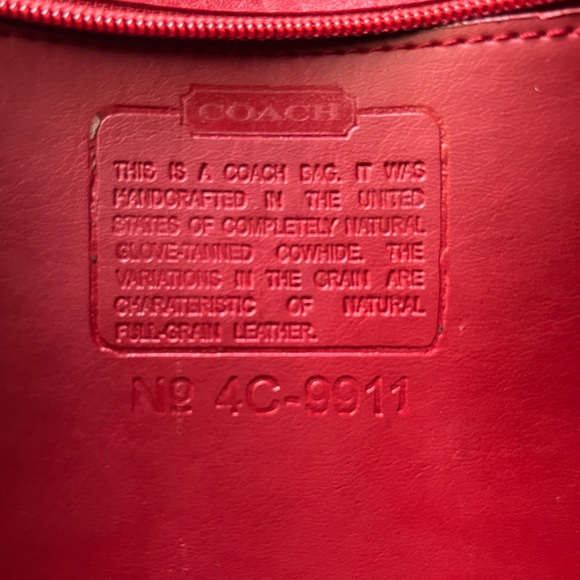 COACH
THIS IS A COACH BAG. IT WAS
HANDCRAFTED IN THE UNITED
STATES OF COMPLETELY NATURAL
GLOVE-TANNED COWHIDE. THE
VARIATIONS IN THE GRAIN ARE
CHARATERISTIC OF NATURAL
FULL-GRAIN LEATHER.
Nº 4C-9911